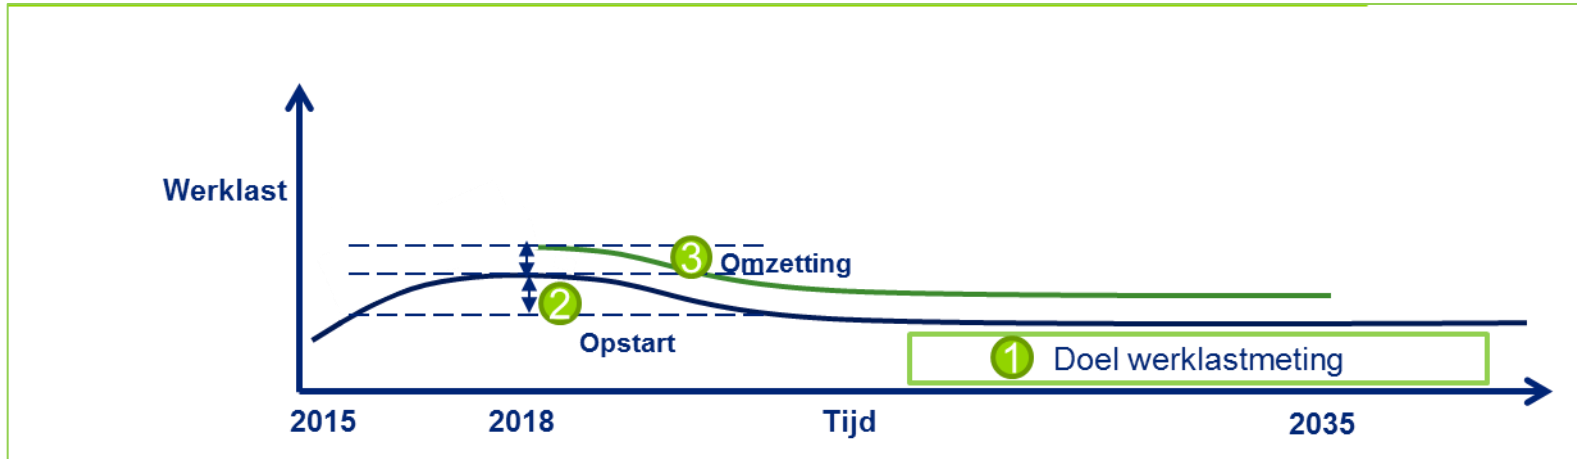 Werklast
3
Omzetting
2
Opstart
1 Doel werklastmeting
2015 2018 Tijd 2035